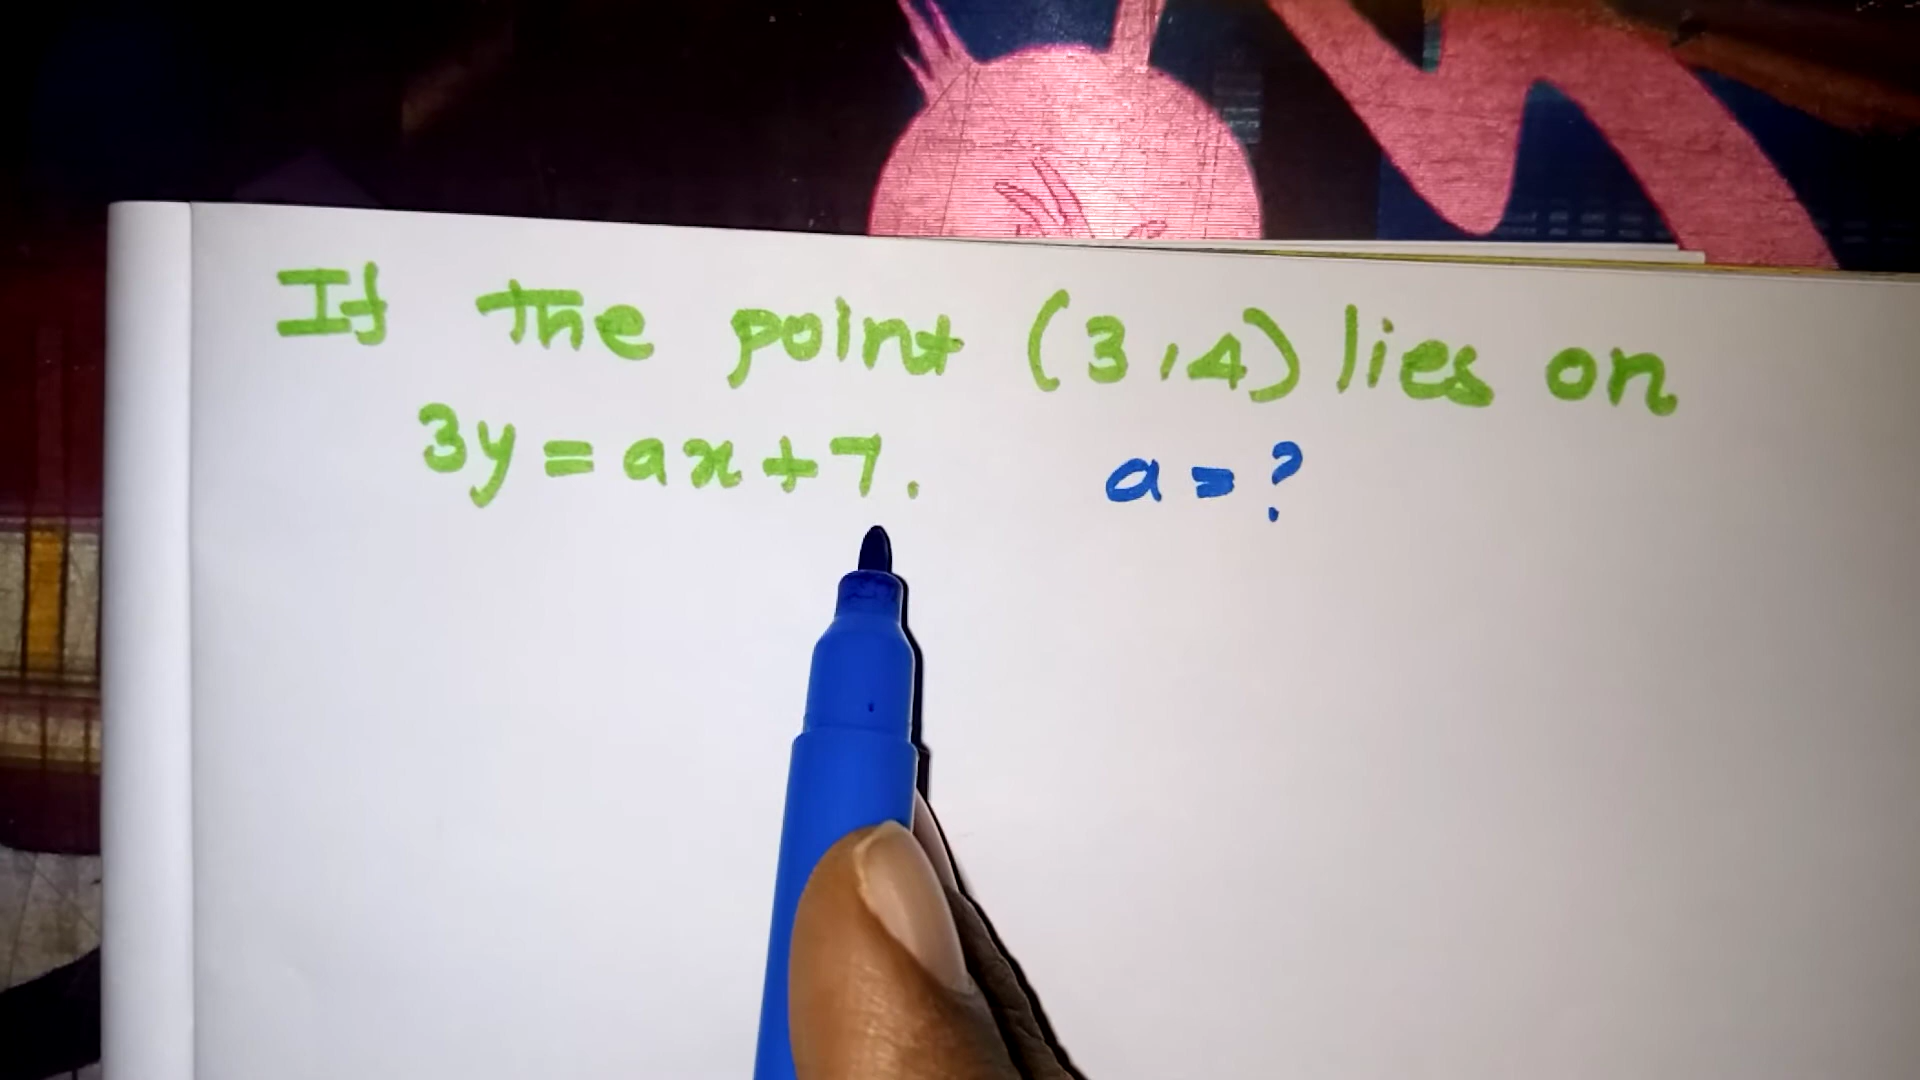 If the point (3,4) lies on
3y = ax+7. a = ?